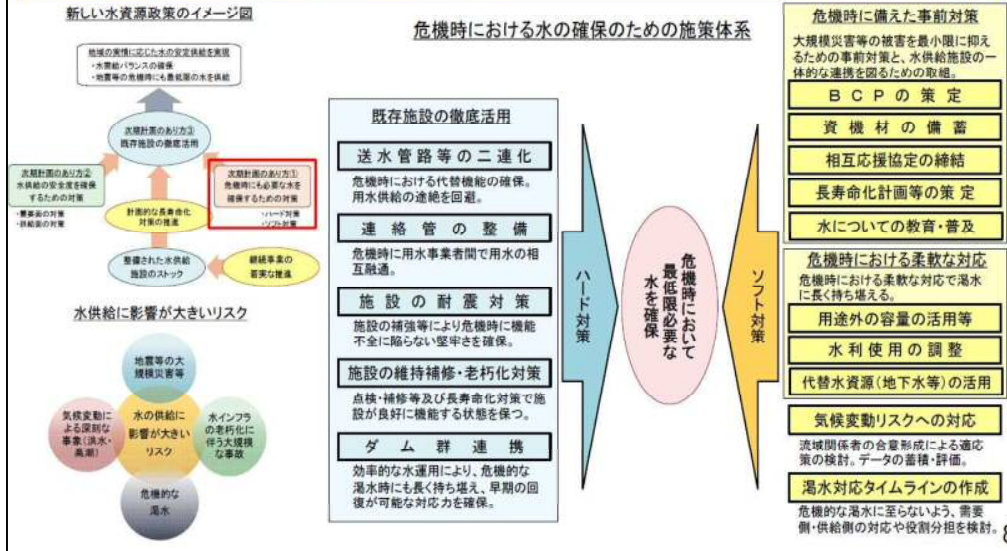 新しい水資源政策のイメージ図
地域の実情に応じた水の安定供給を実現
・水需給バランスの確保
・地震等の危機時にも最低限の水を供給
次期計画のあり方③
既存施設の徹底活用
次期計画のあり方②
水供給の安全度を確保
するための対策
・需要面の対策
・供給面の対策
次期計画のあり方①
危機時にも必要な水を
確保するための対策
・ハード対策
・ソフト対策
計画的な長寿命化
対策の推進
整備された水供給
施設のストック
継続事業の
着実な推進
水供給に影響が大きいリスク
地震等の大
規模災害等
気候変動に
よる深刻な
事象(洪水・
高潮)
水の供給に
影響が大きい
リスク
水インフラ
の老朽化に
伴う大規模
な事故
危機的な
渇水
危機時における水の確保のための施策体系
既存施設の徹底活用
送水管路等の二連化
危機時における代替機能の確保。
用水供給の途絶を回避。
連絡管の整備
危機時に用水事業者間で用水の相
互融通。
施設の耐震対策
施設の補強等により危機時に機能
不全に陥らない堅牢さを確保。
施設の維持補修・老朽化対策
点検・補修等及び長寿命化対策で施
設が良好に機能する状態を保つ。
ダム群連携
効率的な水運用により、危機的な
渇水時にも長く持ち堪え、早期の回
復が可能な対応力を確保。
ハード対策
危機時において
最低限必要な
水を確保
ソフト対策
危機時に備えた事前対策
大規模災害等の被害を最小限に抑え
るための事前対策と、水供給施設の一
体的な連携を図るための取組。
BCPの策定
資機材の備蓄
相互応援協定の締結
長寿命化計画等の策定
水についての教育・普及
危機時における柔軟な対応
危機時における柔軟な対応で渇水
に長く持ち堪える。
用途外の容量の活用等
水利使用の調整
代替水資源(地下水等)の活用
気候変動リスクへの対応
流域関係者の合意形成による適応
策の検討。データの蓄積・評価。
渇水対応タイムラインの作成
危機的な渇水に至らないよう、需要
側・供給側の対応や役割分担を検討。